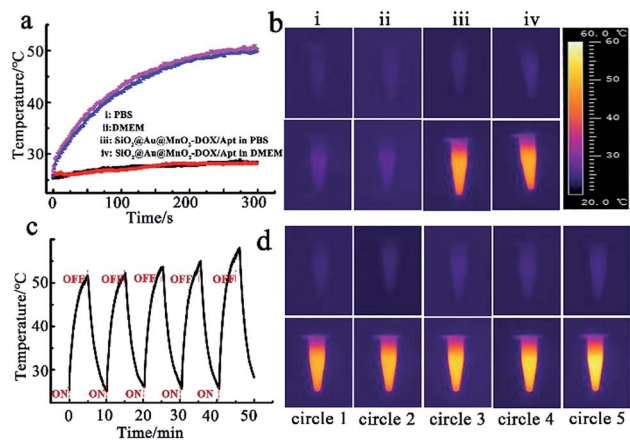 a
Temperature/°C
50
40
30
i: PBS
ii:DMEM
iii: SiO₂@Au@MnO₂-DOX/Apt in PBS
iv: SiO₂@Au@MnO₂-DOX/Apt in DMEM
0 100 200 300
Time/s
b
i ii iii iv
60.0 ℃ 60
50
40
30
20.0 ℃ 20
c
Temperature/°C
50
40
30
OFF OFF OFF OFF OFF
ON ON ON ON ON
0 10 20 30 40 50
Time/min
d
circle 1 circle 2 circle 3 circle 4 circle 5